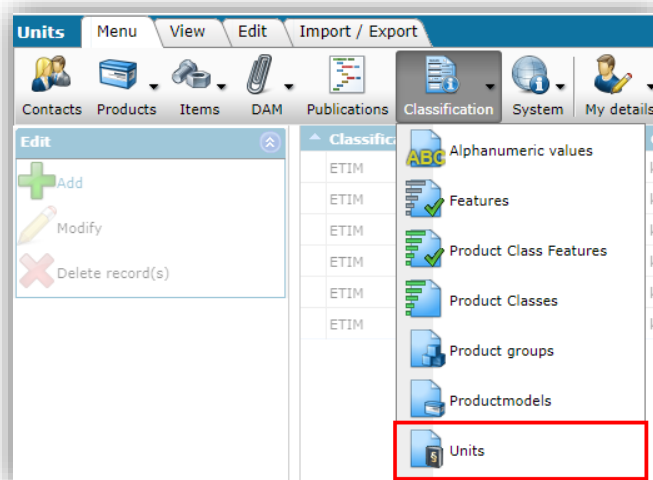 Units Menu View Edit Import / Export
Contacts Products Items DAM Publications Classification System My details
Edit
Add
Modify
Delete record(s)
ETIM
ETIM
ETIM
ETIM
ETIM
ETIM
ABC Alphanumeric values
Features
Product Class Features
Product Classes
Product groups
Productmodels
§ Units